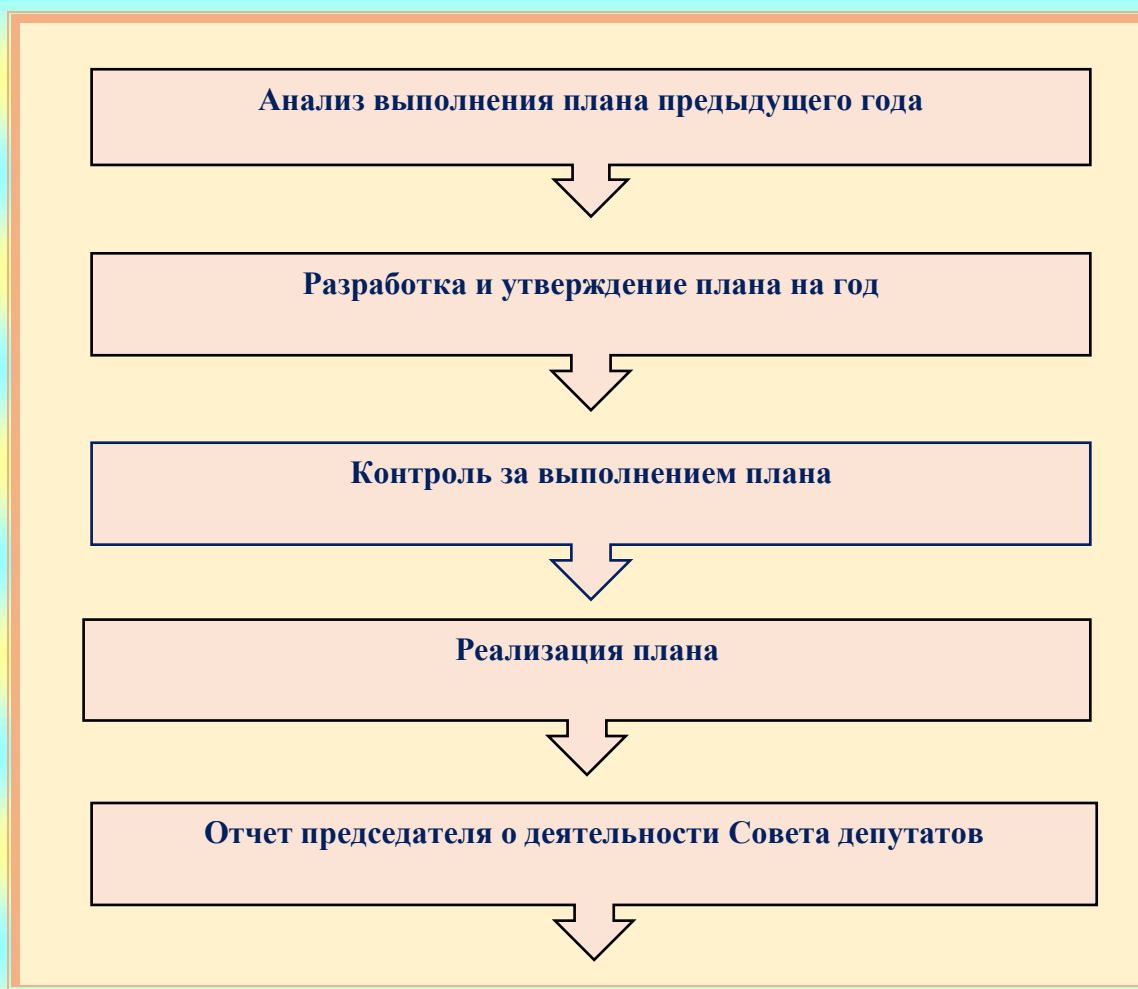 Анализ выполнения плана предыдущего года
Разработка и утверждение плана на год
Контроль за выполнением плана
Реализация плана
Отчет председателя о деятельности Совета депутатов